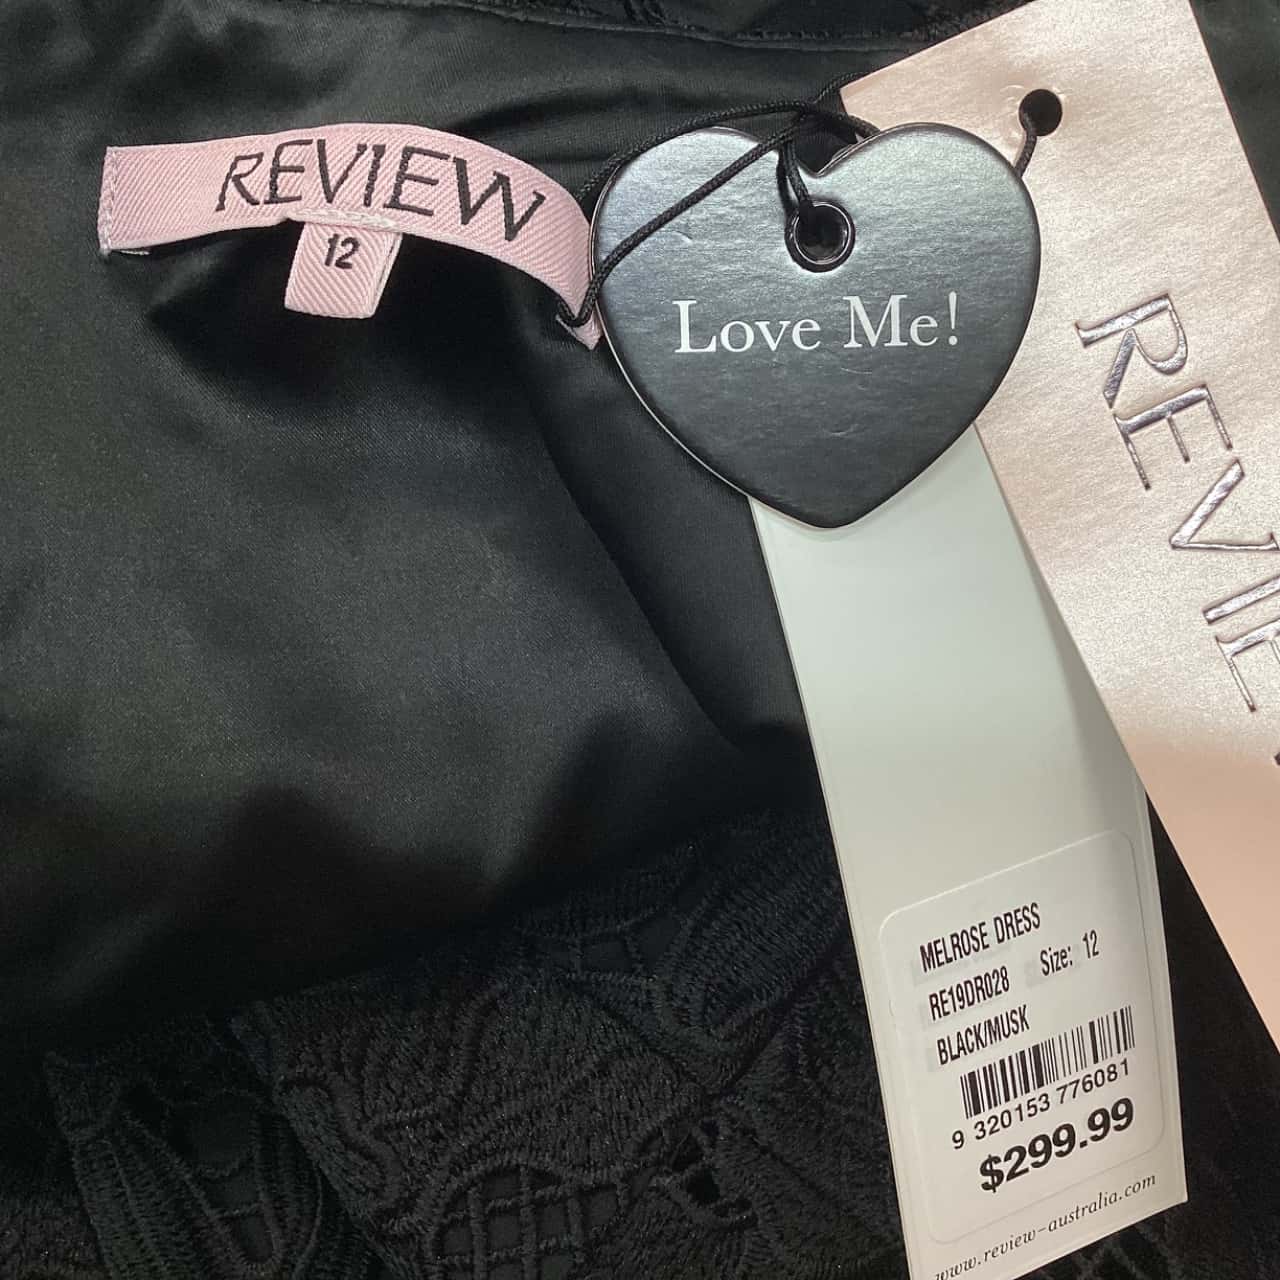 REVIEW
12
Love Me!
REVIE
MELROSE DRESS
RE19DR028 Size: 12
BLACK/MUSK
9 320153 776081
$299.99
www.review-australia.com